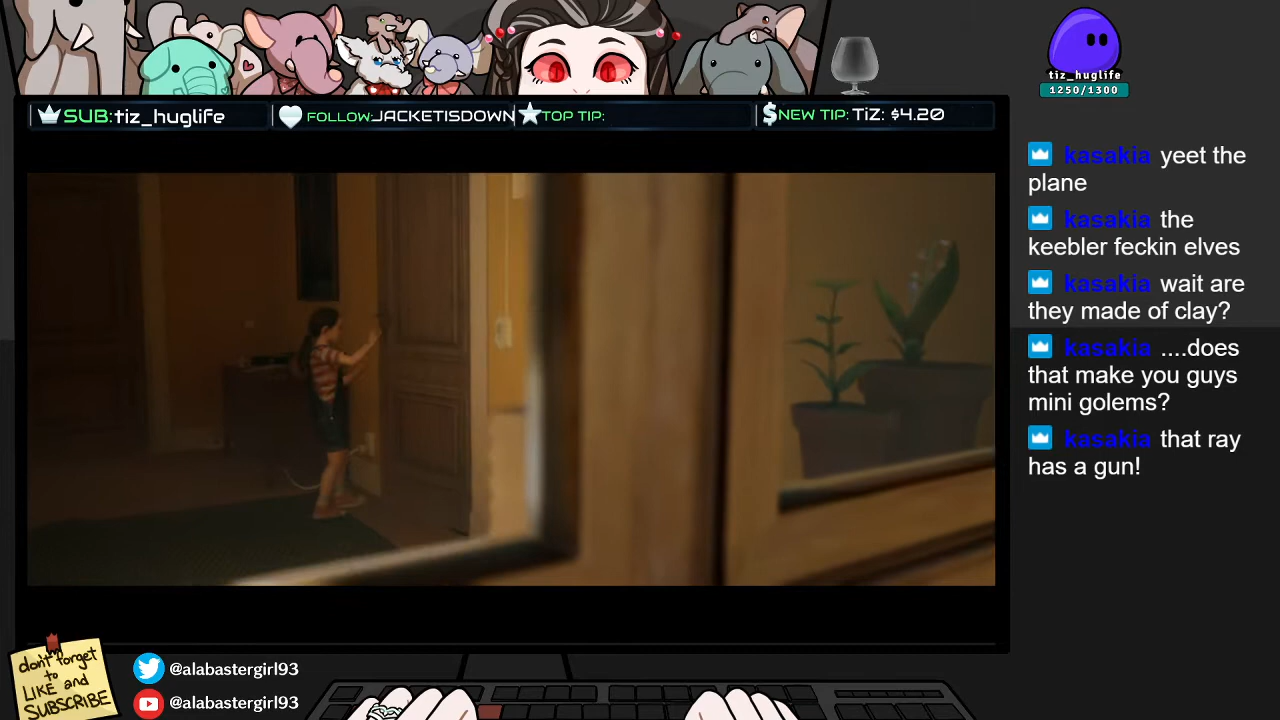 tiz_huglife
1250/1300
SUB:tiz_huglife
FOLLOW:JACKETISDOWN
TOP TIP:
NEW TIP: TiZ: $4.20
kasakia yeet the
plane
kasakia the
keebler feckin elves
kasakia wait are
they made of clay?
kasakia ....does
that make you guys
mini golems?
kasakia that ray
has a gun!
don't forget
to
LIKE and
SUBSCRIBE
@alabastergirl93
@alabastergirl93